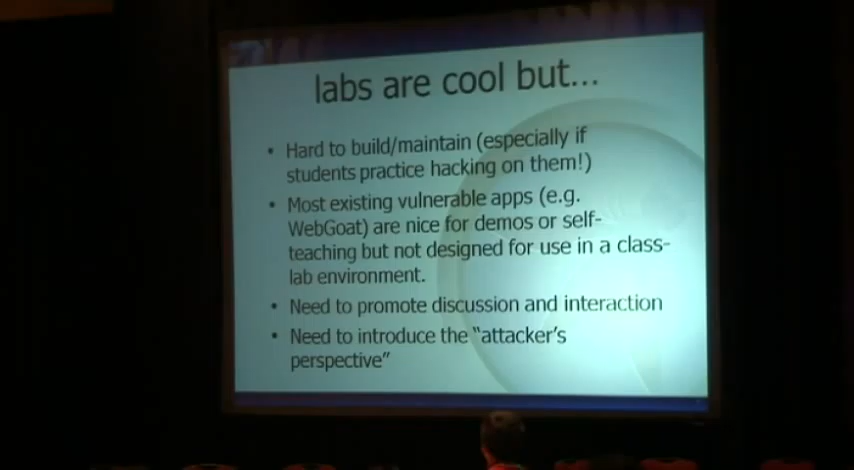 labs are cool but...
• Hard to build/maintain (especially if
students practice hacking on them!)
• Most existing vulnerable apps (e.g.
WebGoat) are nice for demos or self-
teaching but not designed for use in a class-
lab environment.
• Need to promote discussion and interaction
• Need to introduce the “attacker’s
perspective”